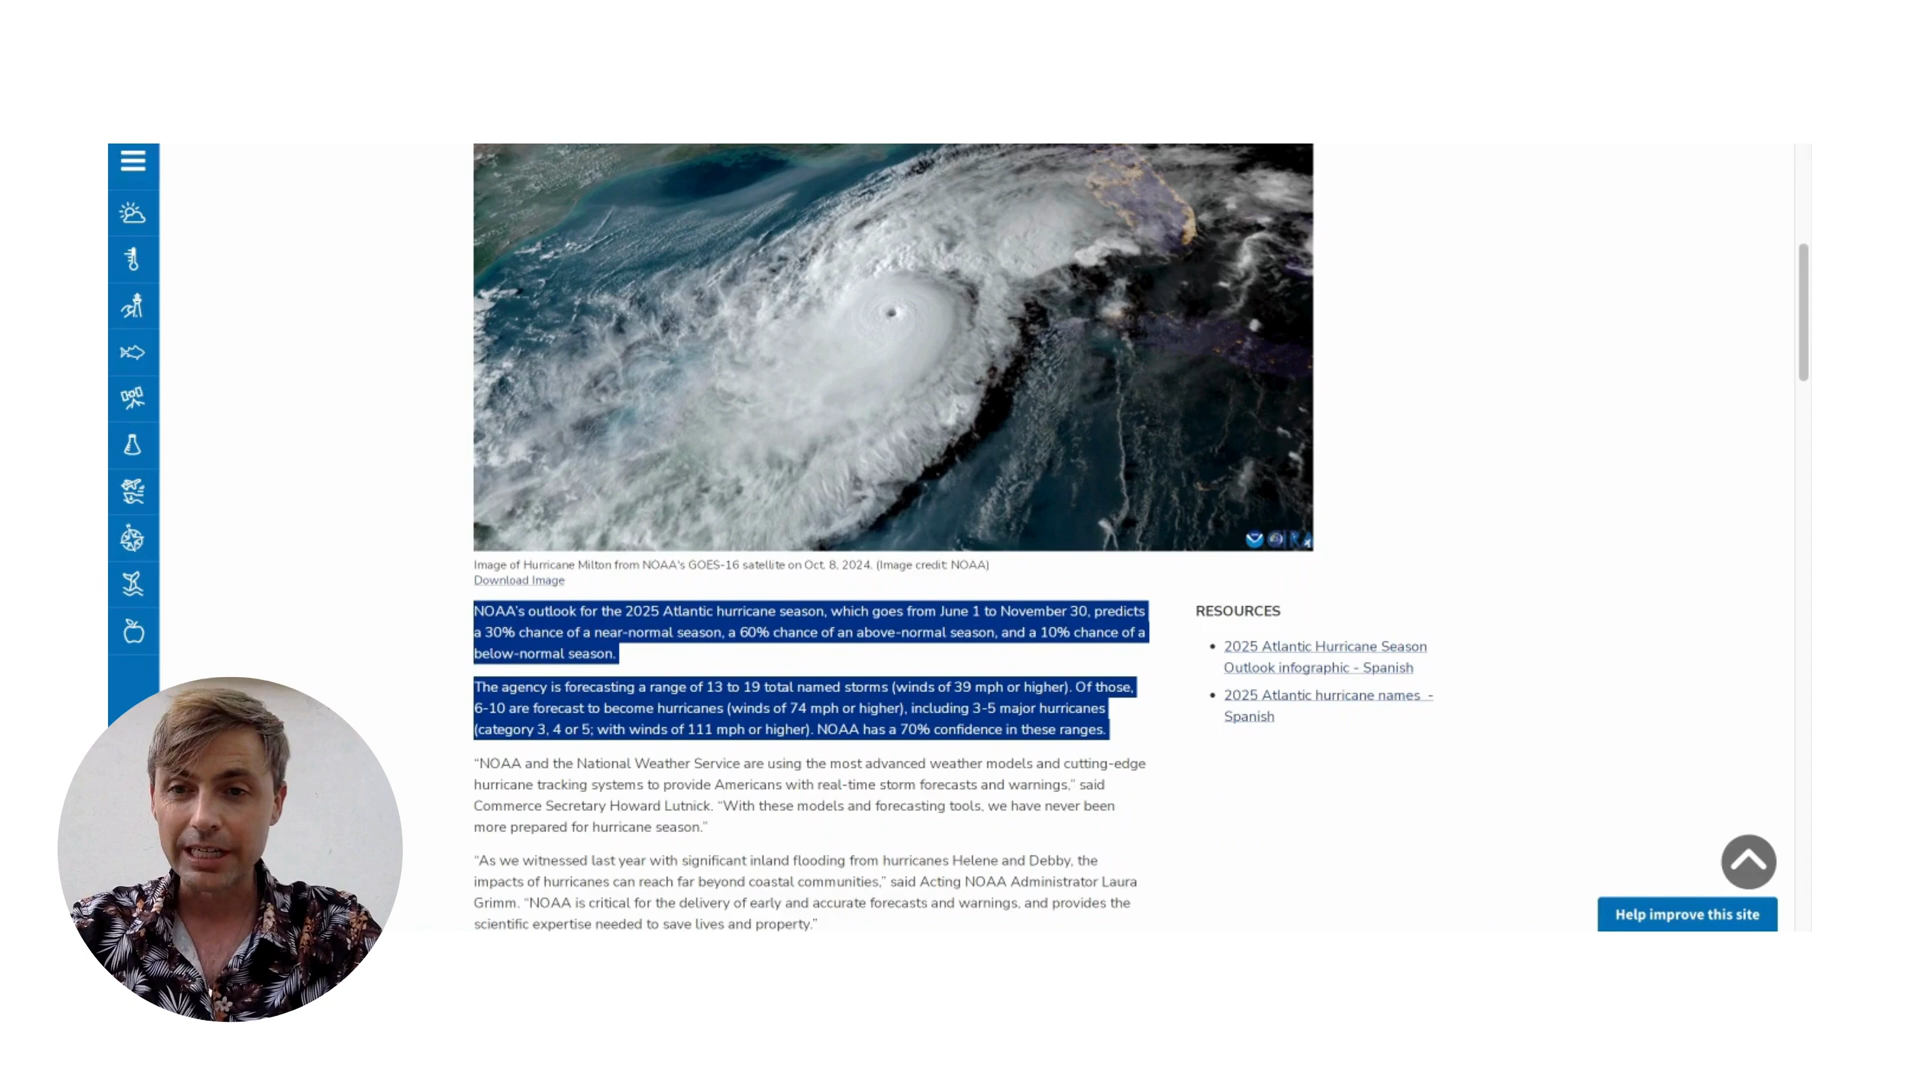 Image of Hurricane Milton from NOAA's GOES-16 satellite on Oct. 8, 2024. (Image credit: NOAA)
Download Image
NOAA's outlook for the 2025 Atlantic hurricane season, which goes from June 1 to November 30, predicts
a 30% chance of a near-normal season, a 60% chance of an above-normal season, and a 10% chance of a
below-normal season.
The agency is forecasting a range of 13 to 19 total named storms (winds of 39 mph or higher). Of those,
6-10 are forecast to become hurricanes (winds of 74 mph or higher), including 3-5 major hurricanes
(category 3, 4 or 5; with winds of 111 mph or higher). NOAA has a 70% confidence in these ranges.
“NOAA and the National Weather Service are using the most advanced weather models and cutting-edge
hurricane tracking systems to provide Americans with real-time storm forecasts and warnings,” said
Commerce Secretary Howard Lutnick. “With these models and forecasting tools, we have never been
more prepared for hurricane season.”
“As we witnessed last year with significant inland flooding from hurricanes Helene and Debby, the
impacts of hurricanes can reach far beyond coastal communities,” said Acting NOAA Administrator Laura
Grimm. “NOAA is critical for the delivery of early and accurate forecasts and warnings, and provides the
scientific expertise needed to save lives and property.”
RESOURCES
2025 Atlantic Hurricane Season
Outlook infographic - Spanish
2025 Atlantic hurricane names -
Spanish
Help improve this site